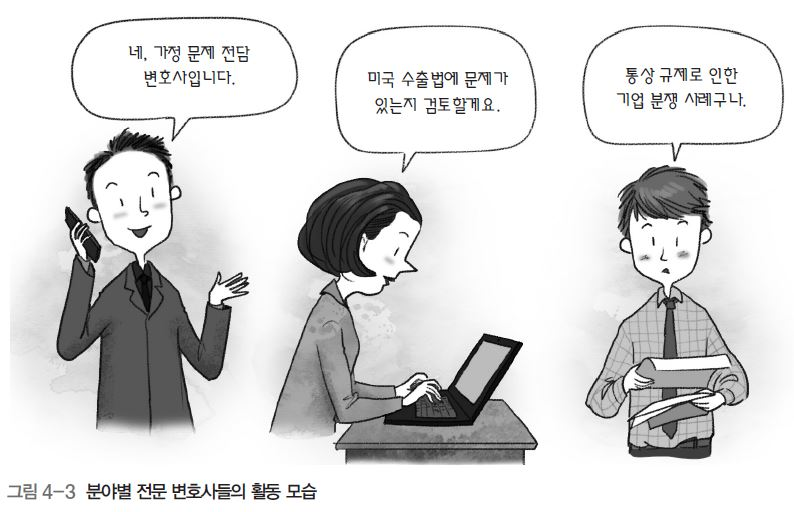 네, 가정 문제 전담
변호사입니다.
미국 수출법에 문제가
있는지 검토할게요.
통상 규제로 인한
기업 분쟁 사례구나.
그림 4-3 분야별 전문 변호사들의 활동 모습